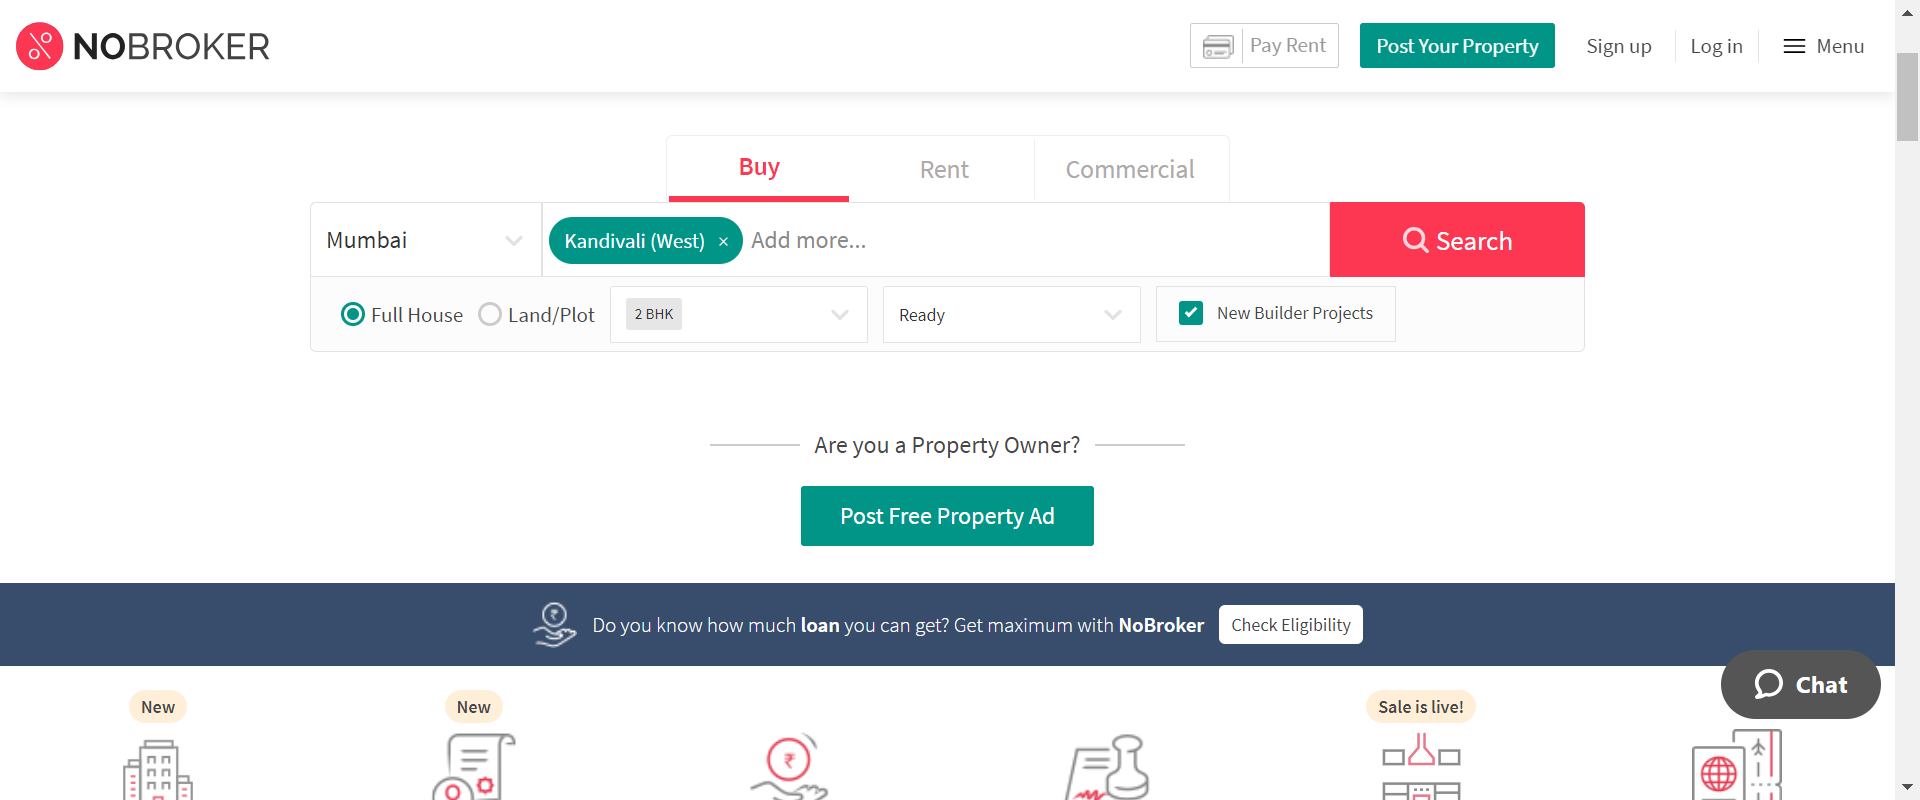 NOBROKER
Pay Rent
Post Your Property
Sign up
Log in
Menu
Buy
Rent
Commercial
Mumbai
Kandivali (West) ×
Add more...
Search
Full House
Land/Plot
2 BHK
Ready
New Builder Projects
Are you a Property Owner?
Post Free Property Ad
Do you know how much loan you can get? Get maximum with NoBroker
Check Eligibility
Chat
New
New
Sale is live!